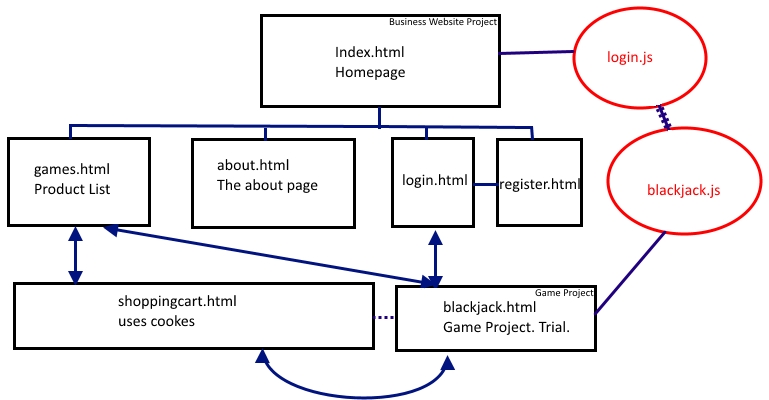 Business Website Project
Index.html
Homepage
login.js
games.html
Product List
about.html
The about page
login.html
register.html
blackjack.js
shoppingcart.html
uses cookes
Game Project
blackjack.html
Game Project. Trial.